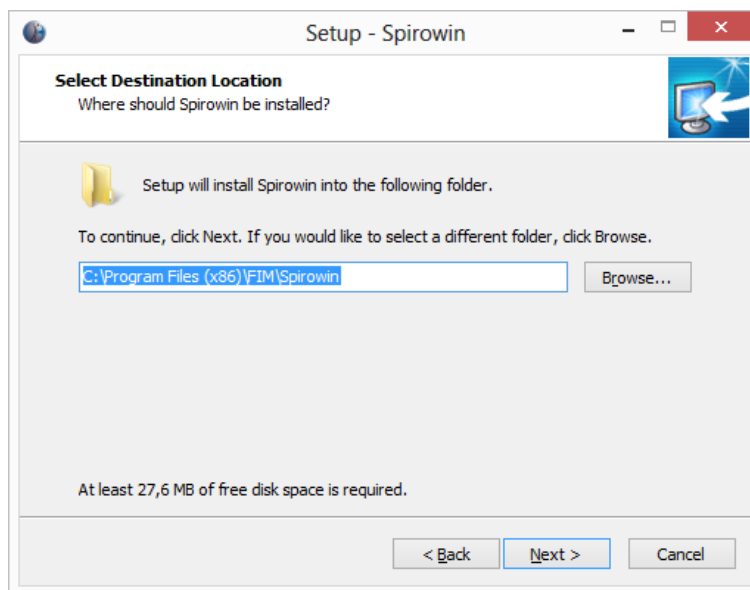 Setup - Spirowin
Select Destination Location
Where should Spirowin be installed?
Setup will install Spirowin into the following folder.
To continue, click Next. If you would like to select a different folder, click Browse.
C:\Program Files (x86)\FIM\Spirowin
Browse...
At least 27,6 MB of free disk space is required.
< Back
Next >
Cancel